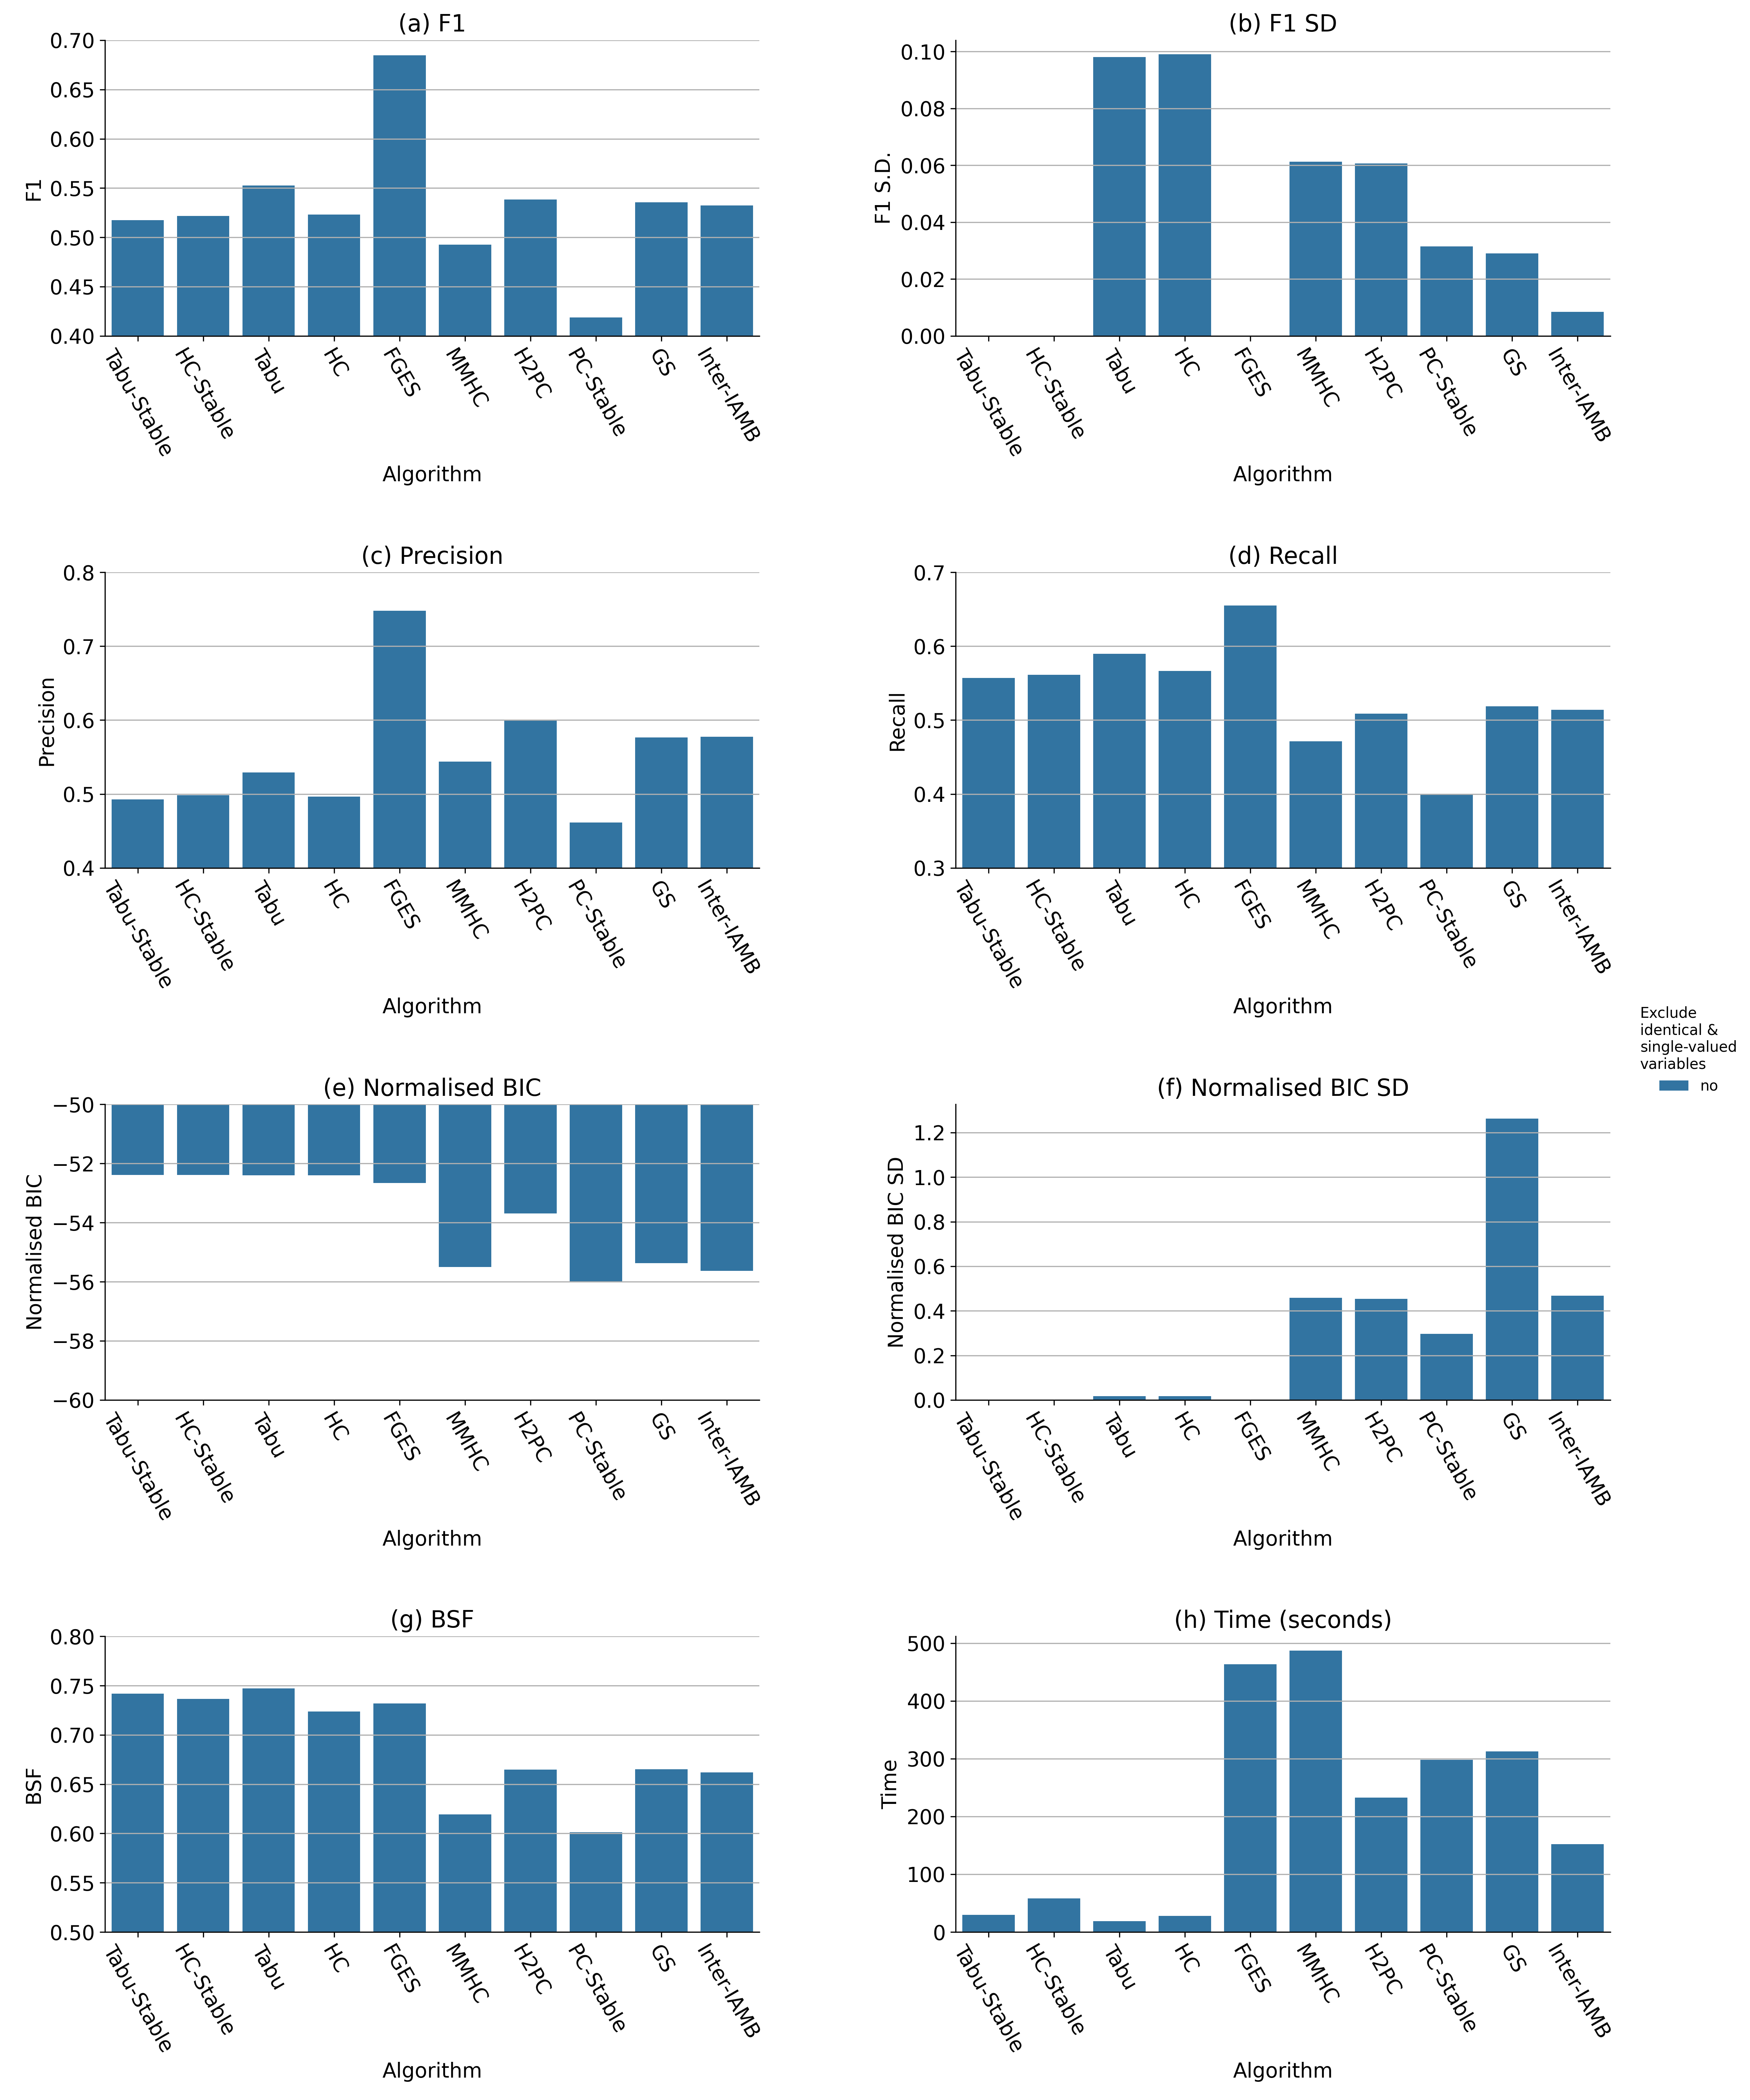 (a) F1
F1
0.70
0.65
0.60
0.55
0.50
0.45
0.40
Tabu-Stable
HC-Stable
Tabu
HC
FGES
MMHC
H2PC
PC-Stable
GS
Inter-IAMB
Algorithm
(b) F1 SD
F1 S.D.
0.10
0.08
0.06
0.04
0.02
0.00
Tabu-Stable
HC-Stable
Tabu
HC
FGES
MMHC
H2PC
PC-Stable
GS
Inter-IAMB
Algorithm
(c) Precision
Precision
0.8
0.7
0.6
0.5
0.4
Tabu-Stable
HC-Stable
Tabu
HC
FGES
MMHC
H2PC
PC-Stable
GS
Inter-IAMB
Algorithm
(d) Recall
Recall
0.7
0.6
0.5
0.4
0.3
Tabu-Stable
HC-Stable
Tabu
HC
FGES
MMHC
H2PC
PC-Stable
GS
Inter-IAMB
Algorithm
Exclude
identical &
single-valued
variables
no
(e) Normalised BIC
Normalised BIC
−50
−52
−54
−56
−58
−60
Tabu-Stable
HC-Stable
Tabu
HC
FGES
MMHC
H2PC
PC-Stable
GS
Inter-IAMB
Algorithm
(f) Normalised BIC SD
Normalised BIC SD
1.2
1.0
0.8
0.6
0.4
0.2
0.0
Tabu-Stable
HC-Stable
Tabu
HC
FGES
MMHC
H2PC
PC-Stable
GS
Inter-IAMB
Algorithm
(g) BSF
BSF
0.80
0.75
0.70
0.65
0.60
0.55
0.50
Tabu-Stable
HC-Stable
Tabu
HC
FGES
MMHC
H2PC
PC-Stable
GS
Inter-IAMB
Algorithm
(h) Time (seconds)
Time
500
400
300
200
100
0
Tabu-Stable
HC-Stable
Tabu
HC
FGES
MMHC
H2PC
PC-Stable
GS
Inter-IAMB
Algorithm